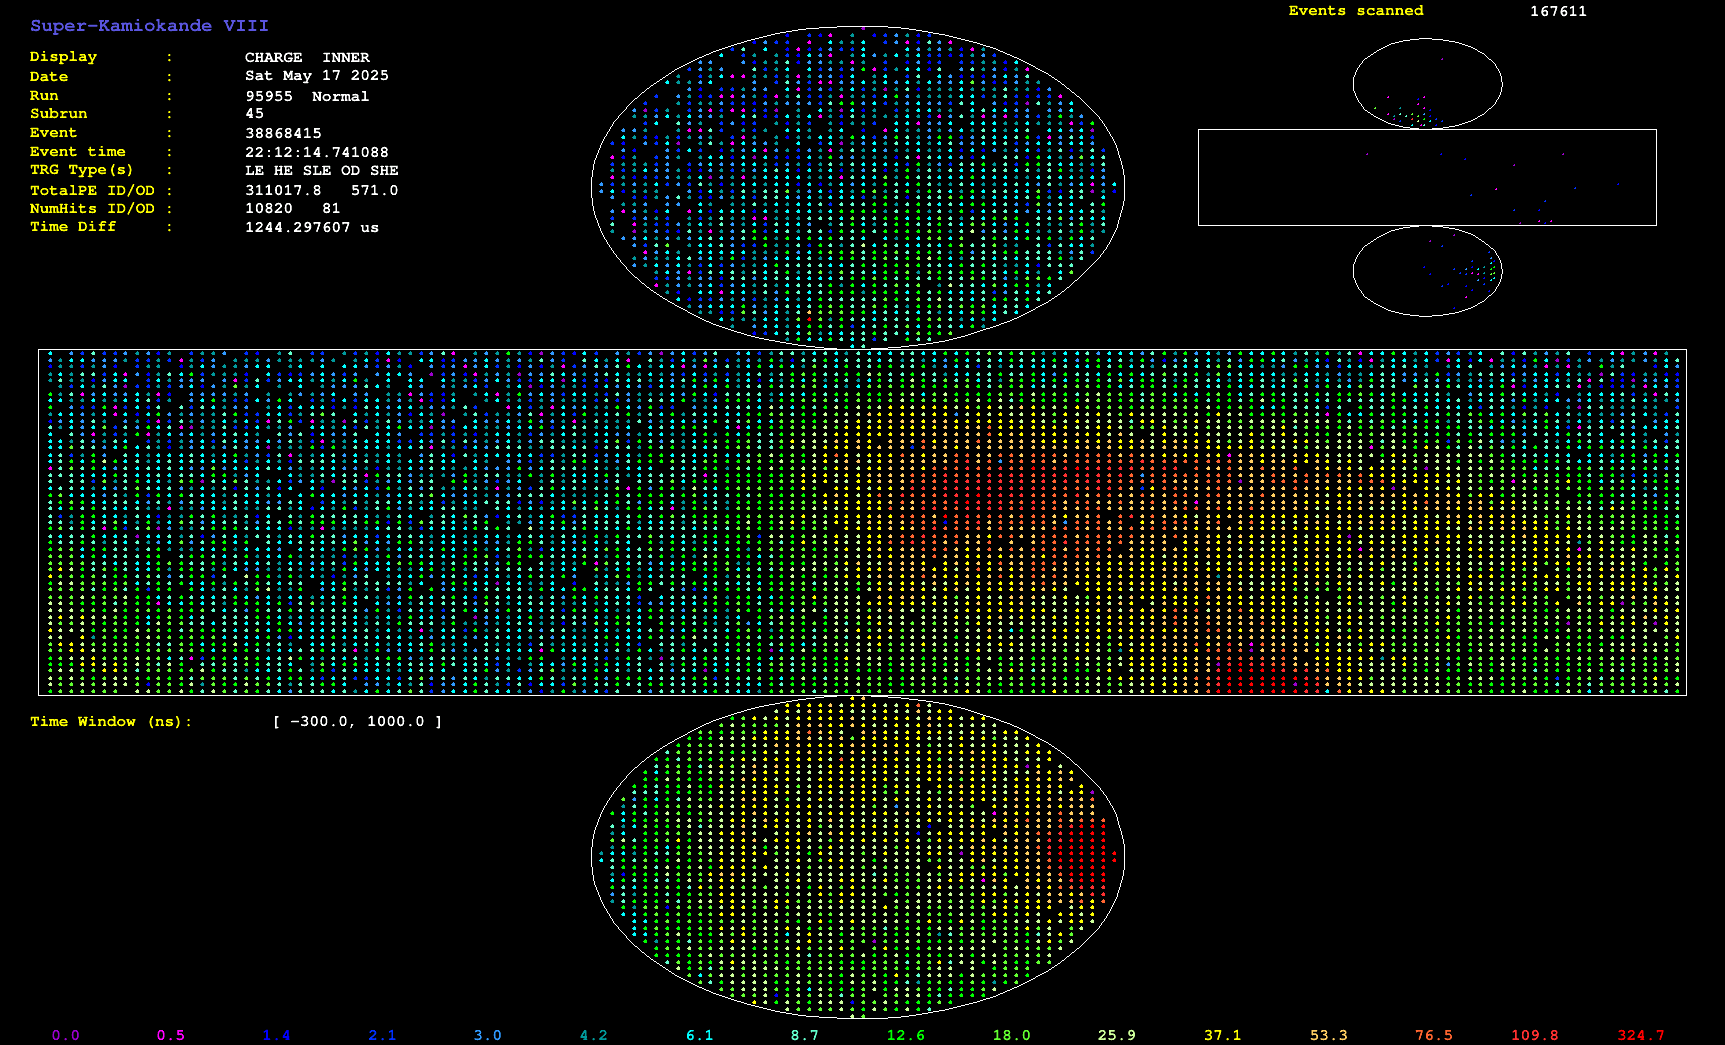 Super-Kamiokande VIII
Events scanned 167611
Display : CHARGE INNER
Date : Sat May 17 2025
Run : 95955 Normal
Subrun : 45
Event : 38868415
Event time : 22:12:14.741088
TRG Type(s) : LE HE SLE OD SHE
TotalPE ID/OD : 311017.8 571.0
NumHits ID/OD : 10820 81
Time Diff : 1244.297607 us
Time Window (ns): [ -300.0, 1000.0 ]
0.0 0.5 1.4 2.1 3.0 4.2 6.1 8.7 12.6 18.0 25.9 37.1 53.3 76.5 109.8 324.7